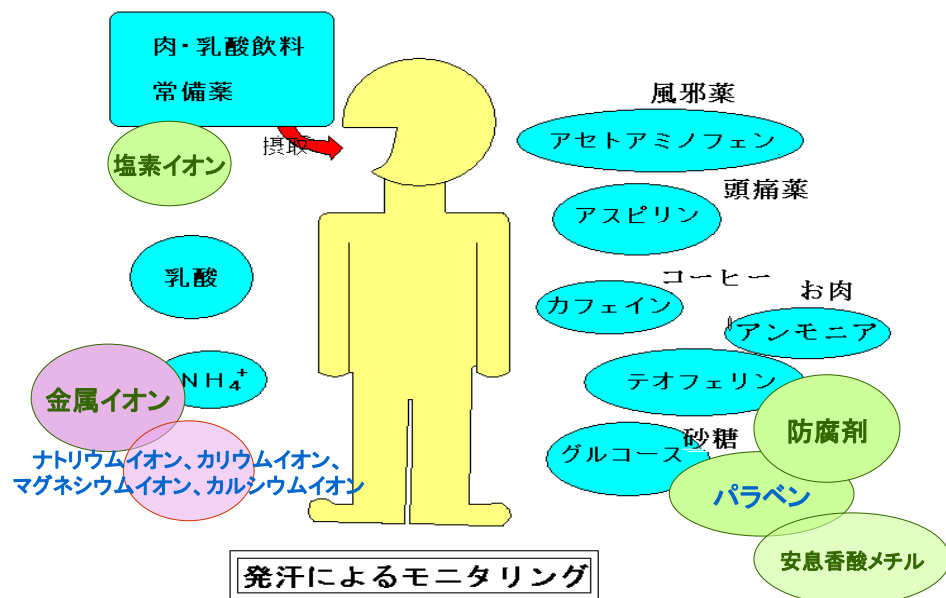 肉・乳酸飲料
常備薬
摂取
塩素イオン
乳酸
NH₄⁺
金属イオン
ナトリウムイオン、カリウムイオン、
マグネシウムイオン、カルシウムイオン
風邪薬
アセトアミノフェン
頭痛薬
アスピリン
コーヒー
カフェイン
お肉
アンモニア
テオフェリン
砂糖
グルコース
防腐剤
パラベン
安息香酸メチル
発汗によるモニタリング